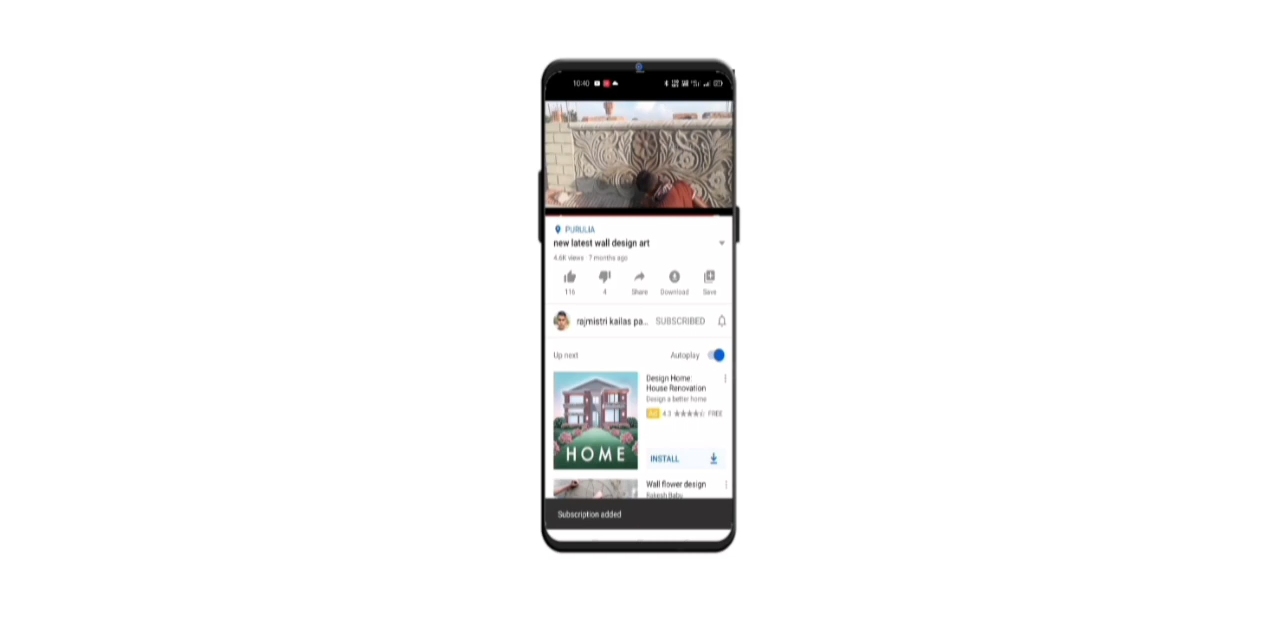 10:40
PURULIA
new latest wall design art
4.6K views · 7 months ago
116 4 Share Download Save
rajmistri kailas pa... SUBSCRIBED
Up next Autoplay
Design Home:
House Renovation
Design a better home
Ad 4.3 FREE
HOME
INSTALL
Wall flower design
Rakesh Babu
Subscription added